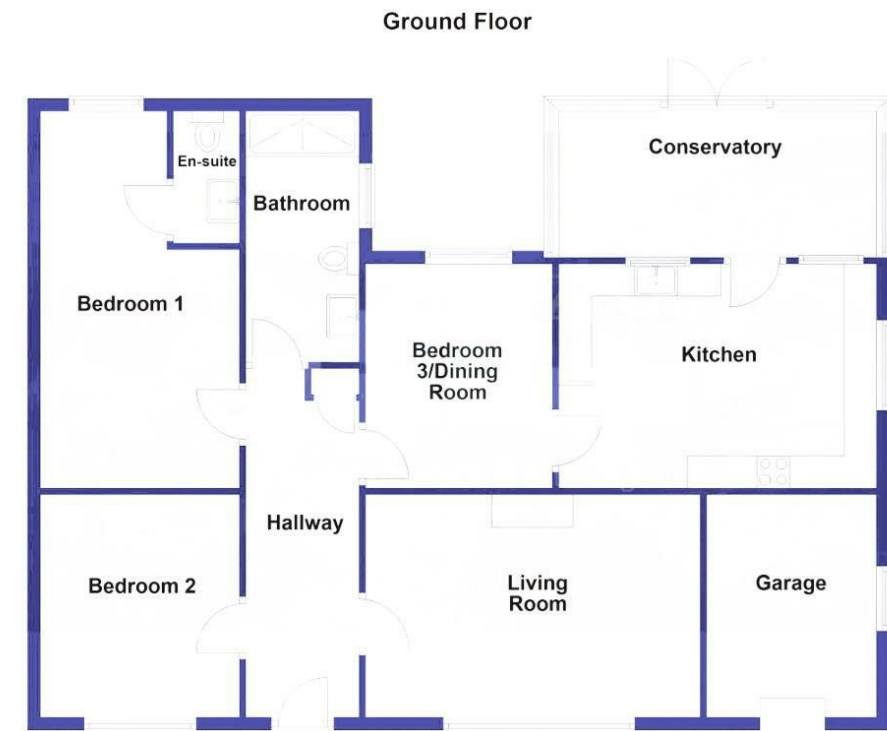 Ground Floor
En-suite
Conservatory
Bathroom
Bedroom 1
Bedroom
3/Dining
Room
Kitchen
Hallway
Bedroom 2
Living
Room
Garage